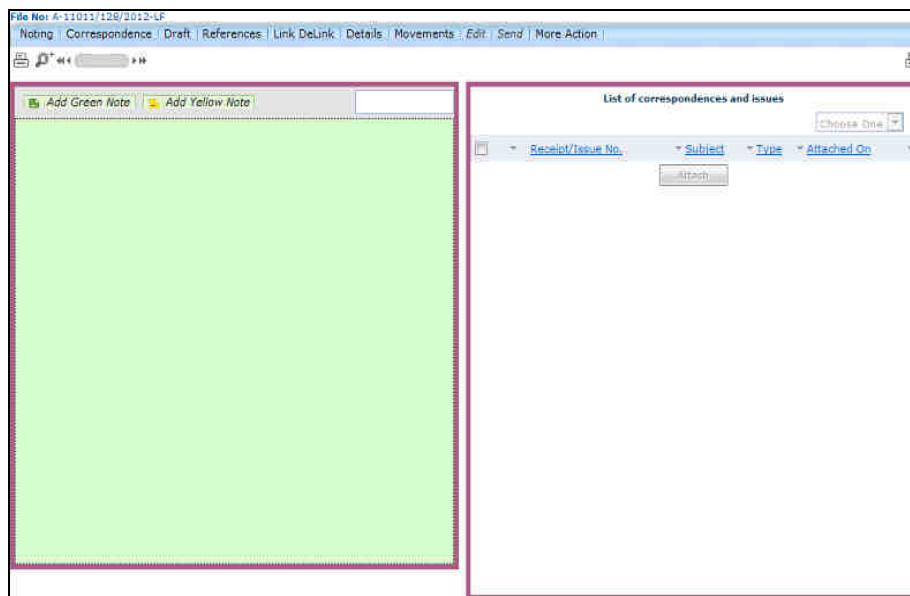 File No: A-11011/128/2012-LF
Noting | Correspondence | Draft | References | Link DeLink | Details | Movements | Edit | Send | More Action |
Add Green Note Add Yellow Note
List of correspondences and issues
Choose One
Receipt/Issue No. Subject Type Attached On
Attach